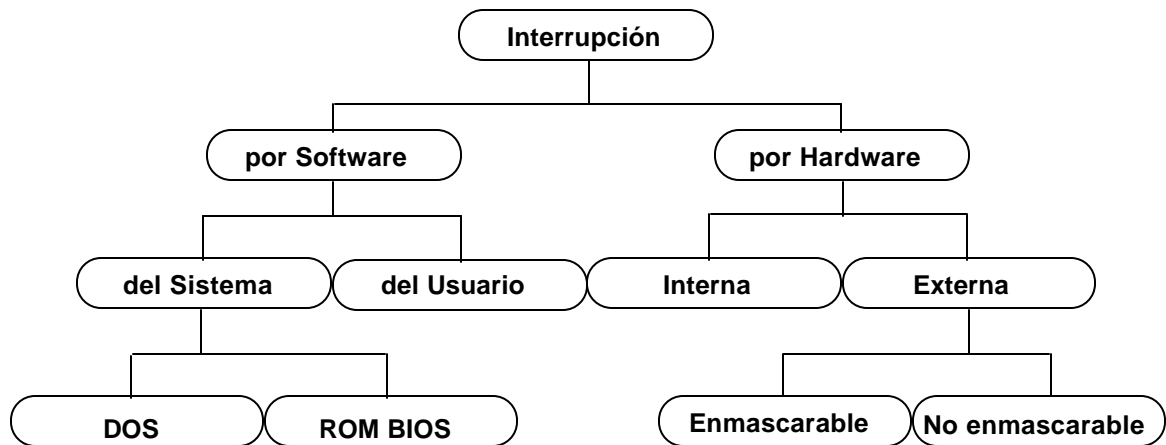 Interrupción
por Software
por Hardware
del Sistema
del Usuario
Interna
Externa
DOS
ROM BIOS
Enmascarable
No enmascarable